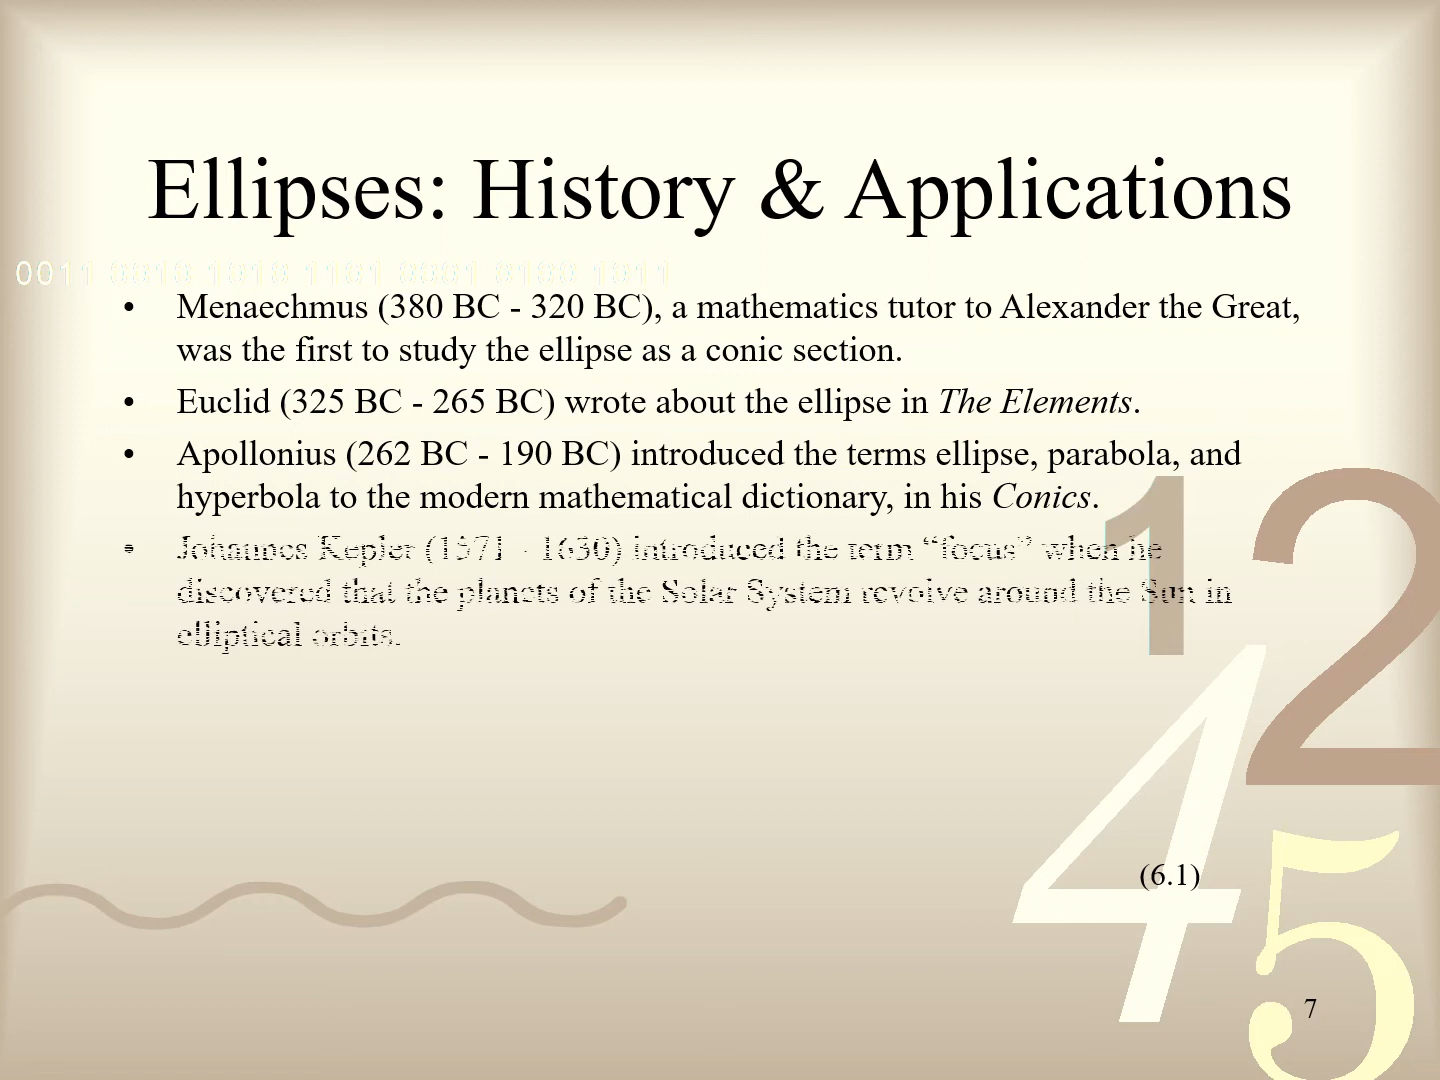 Ellipses: History & Applications
0011 0010 1010 1101 0001 0100 1011
• Menaechmus (380 BC - 320 BC), a mathematics tutor to Alexander the Great,
was the first to study the ellipse as a conic section.
• Euclid (325 BC - 265 BC) wrote about the ellipse in The Elements.
• Apollonius (262 BC - 190 BC) introduced the terms ellipse, parabola, and
hyperbola to the modern mathematical dictionary, in his Conics.
• Johannes Kepler (1571 - 1630) introduced the term “focus” when he
discovered that the planets of the Solar System revolve around the Sun in
elliptical orbits.
1 2
4
(6.1)
5
7